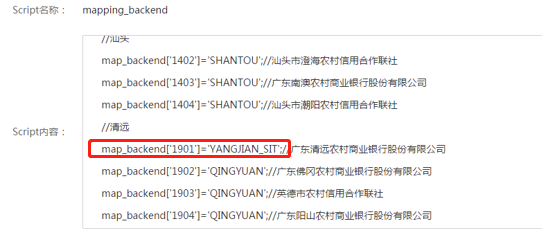 Script名称： mapping_backend
//汕头
map_backend['1402']='SHANTOU';//汕头市澄海农村信用合作联社
map_backend['1403']='SHANTOU';//广东南澳农村商业银行股份有限公司
map_backend['1404']='SHANTOU';//汕头市潮阳农村信用合作联社
//清远
Script内容： map_backend['1901']='YANGJIAN_SIT';//广东清远农村商业银行股份有限公司
map_backend['1902']='QINGYUAN';//广东佛冈农村商业银行股份有限公司
map_backend['1903']='QINGYUAN';//英德市农村信用合作联社
map_backend['1904']='QINGYUAN';//广东阳山农村商业银行股份有限公司